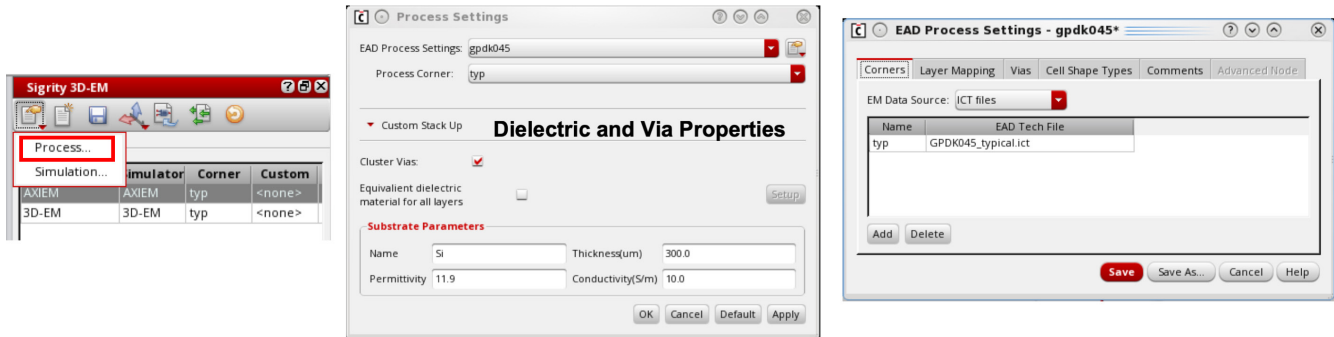 Sigrity 3D-EM
Process...
Simulation...
Simulator Corner Custom
AXIEM AXIEM typ <none>
3D-EM 3D-EM typ <none>
Process Settings
EAD Process Settings: gpdk045
Process Corner: typ
Custom Stack Up
Dielectric and Via Properties
Cluster Vias:
Equivalient dielectric
material for all layers
Setup
Substrate Parameters
Name Si Thickness(um) 300.0
Permittivity 11.9 Conductivity(S/m) 10.0
OK Cancel Default Apply
EAD Process Settings - gpdk045*
Corners Layer Mapping Vias Cell Shape Types Comments Advanced Node
EM Data Source: ICT files
Name EAD Tech File
typ GPDK045_typical.ict
Add Delete
Save Save As... Cancel Help